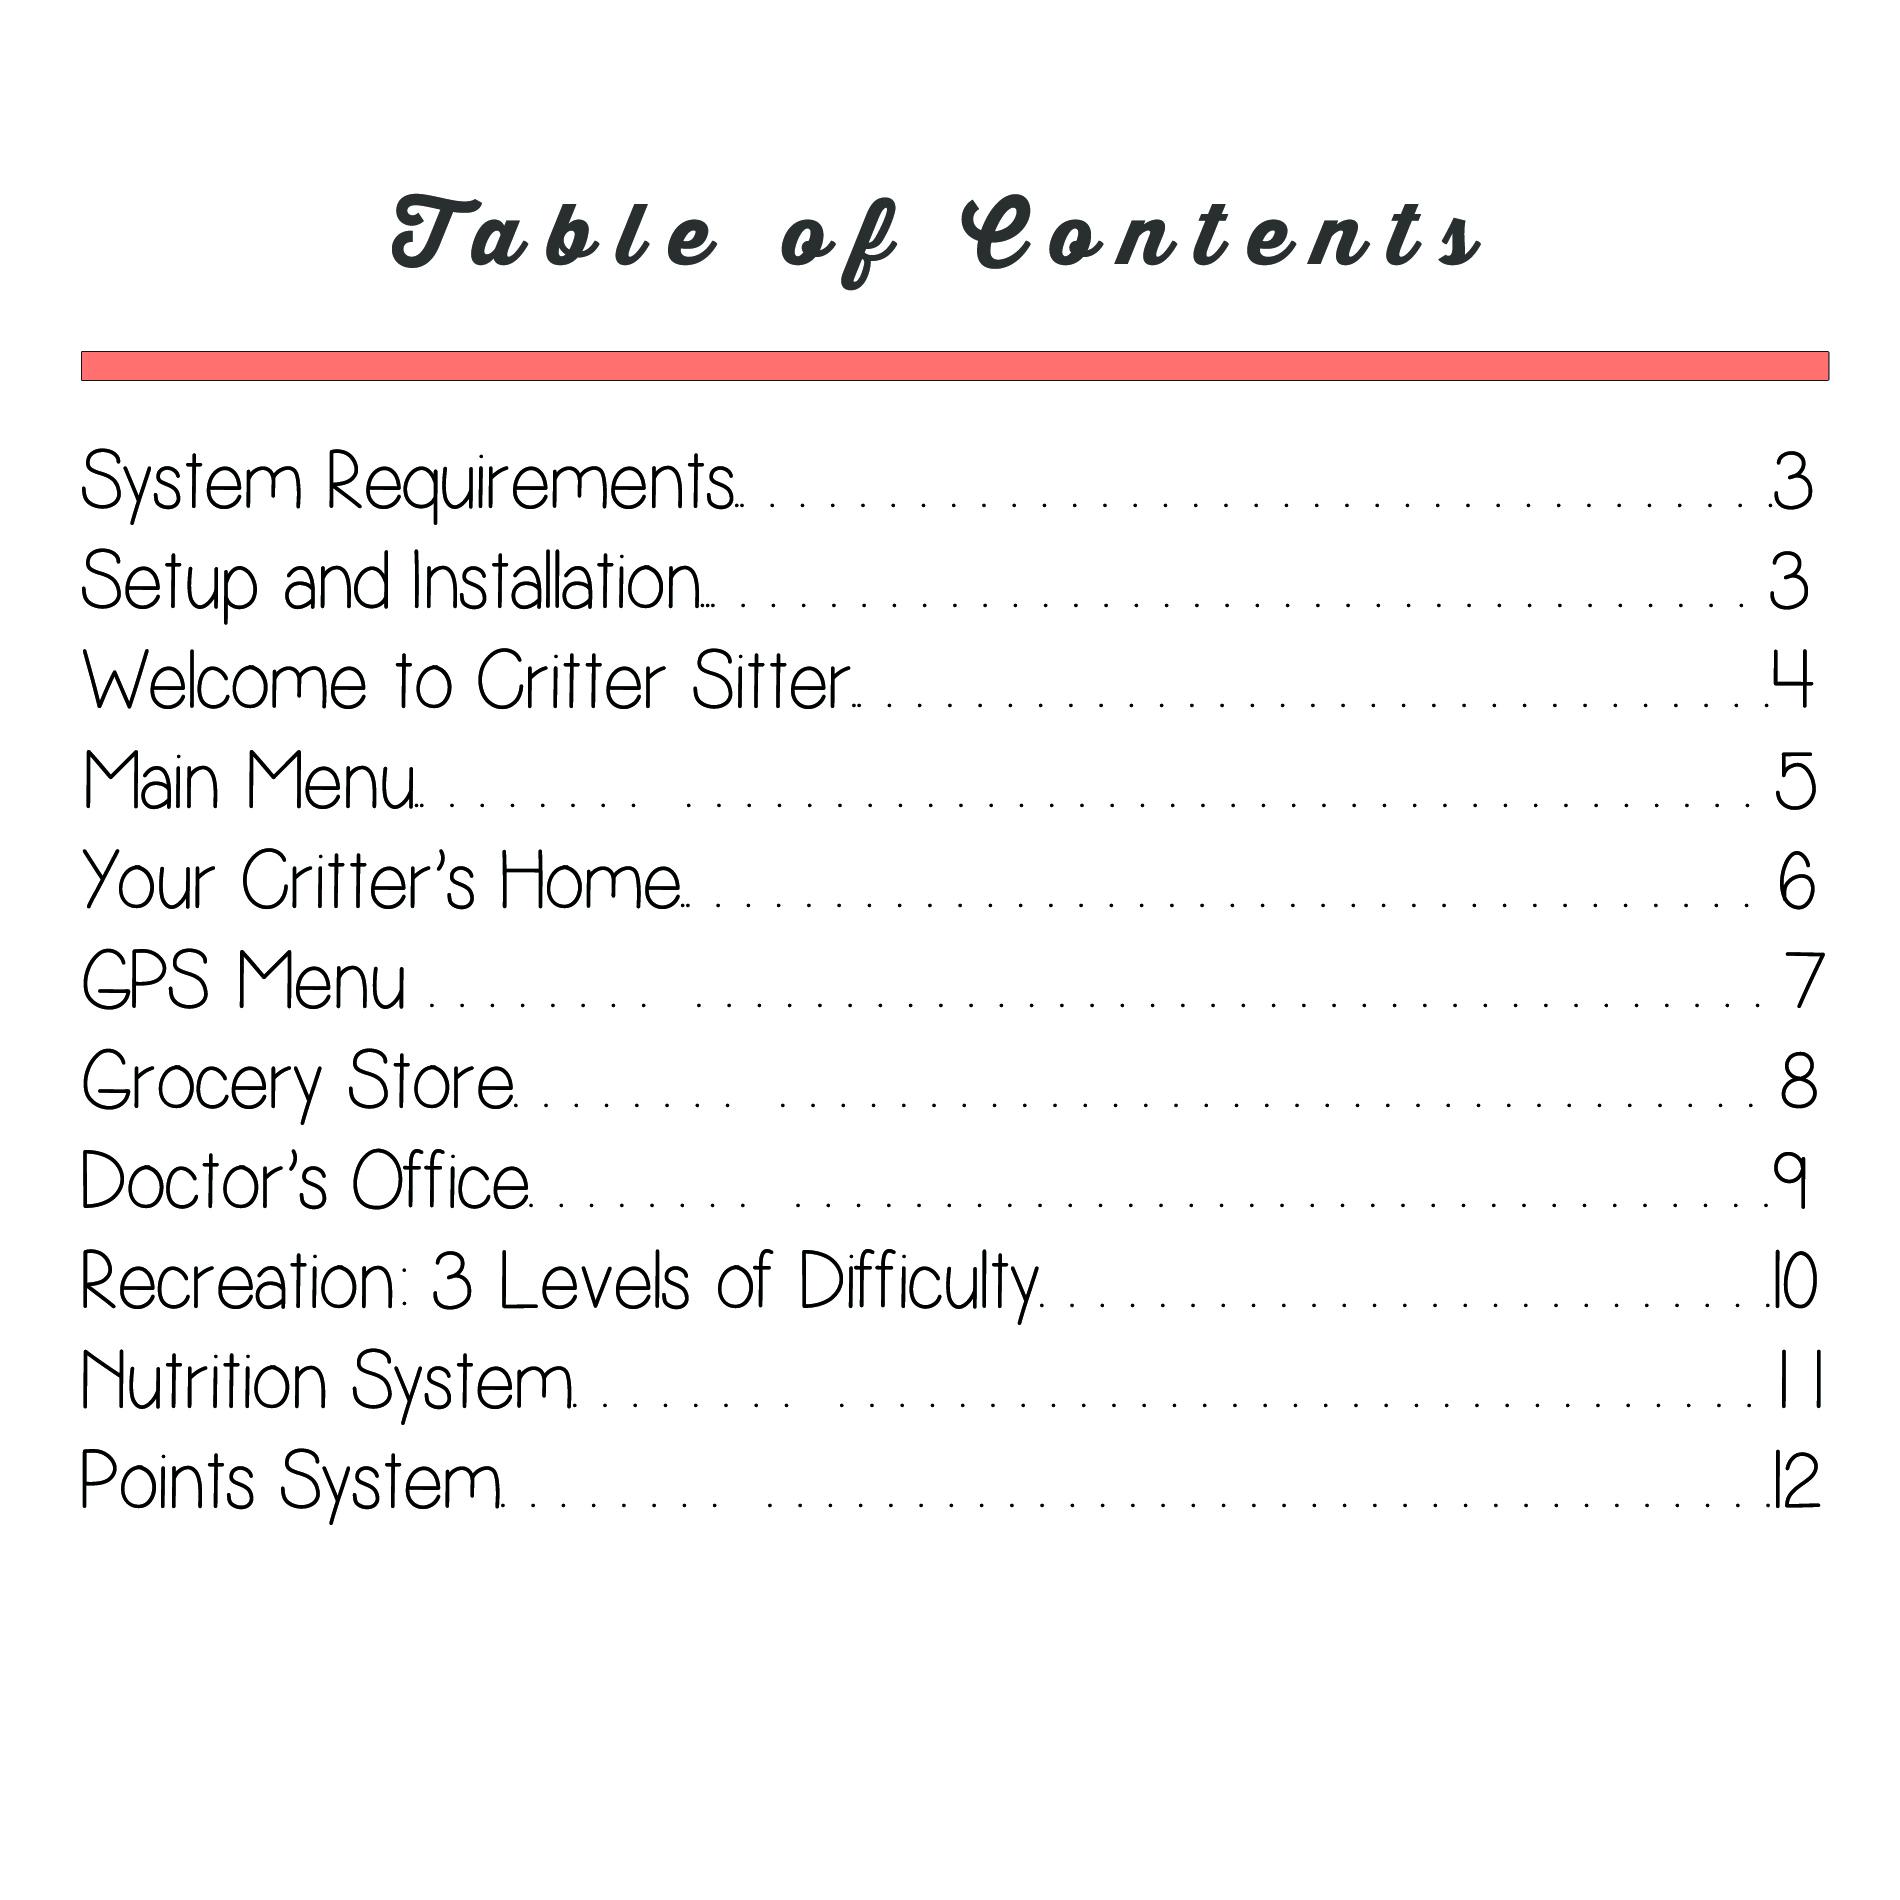 Table of Contents
System Requirements.. . . . . . . . . . . . . . . . . . . . . . . . . . . . . . . . . . .3
Setup and Installation... . . . . . . . . . . . . . . . . . . . . . . . . . . . . . . . . . . 3
Welcome to Critter Sitter.. . . . . . . . . . . . . . . . . . . . . . . . . . . . . . .4
Main Menu.. . . . . . . . . . . . . . . . . . . . . . . . . . . . . . . . . . . . . . . . . . . . 5
Your Critter’s Home.. . . . . . . . . . . . . . . . . . . . . . . . . . . . . . . . . . . 6
GPS Menu . . . . . . . . . . . . . . . . . . . . . . . . . . . . . . . . . . . . . . . . . . . . 7
Grocery Store. . . . . . . . . . . . . . . . . . . . . . . . . . . . . . . . . . . . . . . . . 8
Doctor’s Office. . . . . . . . . . . . . . . . . . . . . . . . . . . . . . . . . . . . . . . . .9
Recreation: 3 Levels of Difficulty. . . . . . . . . . . . . . . . . . . . . . . . .10
Nutrition System. . . . . . . . . . . . . . . . . . . . . . . . . . . . . . . . . . . . . . . 11
Points System. . . . . . . . . . . . . . . . . . . . . . . . . . . . . . . . . . . . . . . . . .12